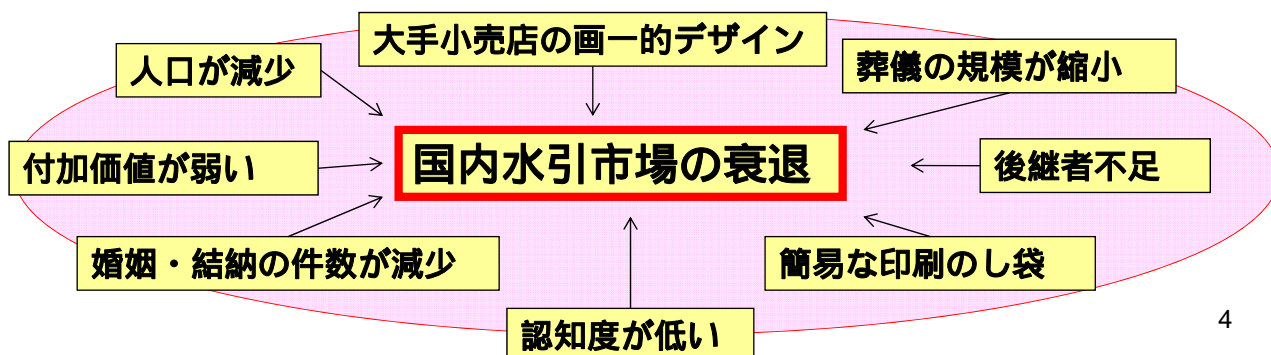 大手小売店の画一的デザイン
人口が減少
葬儀の規模が縮小
付加価値が弱い
国内水引市場の衰退
後継者不足
婚姻・結納の件数が減少
簡易な印刷のし袋
認知度が低い
4